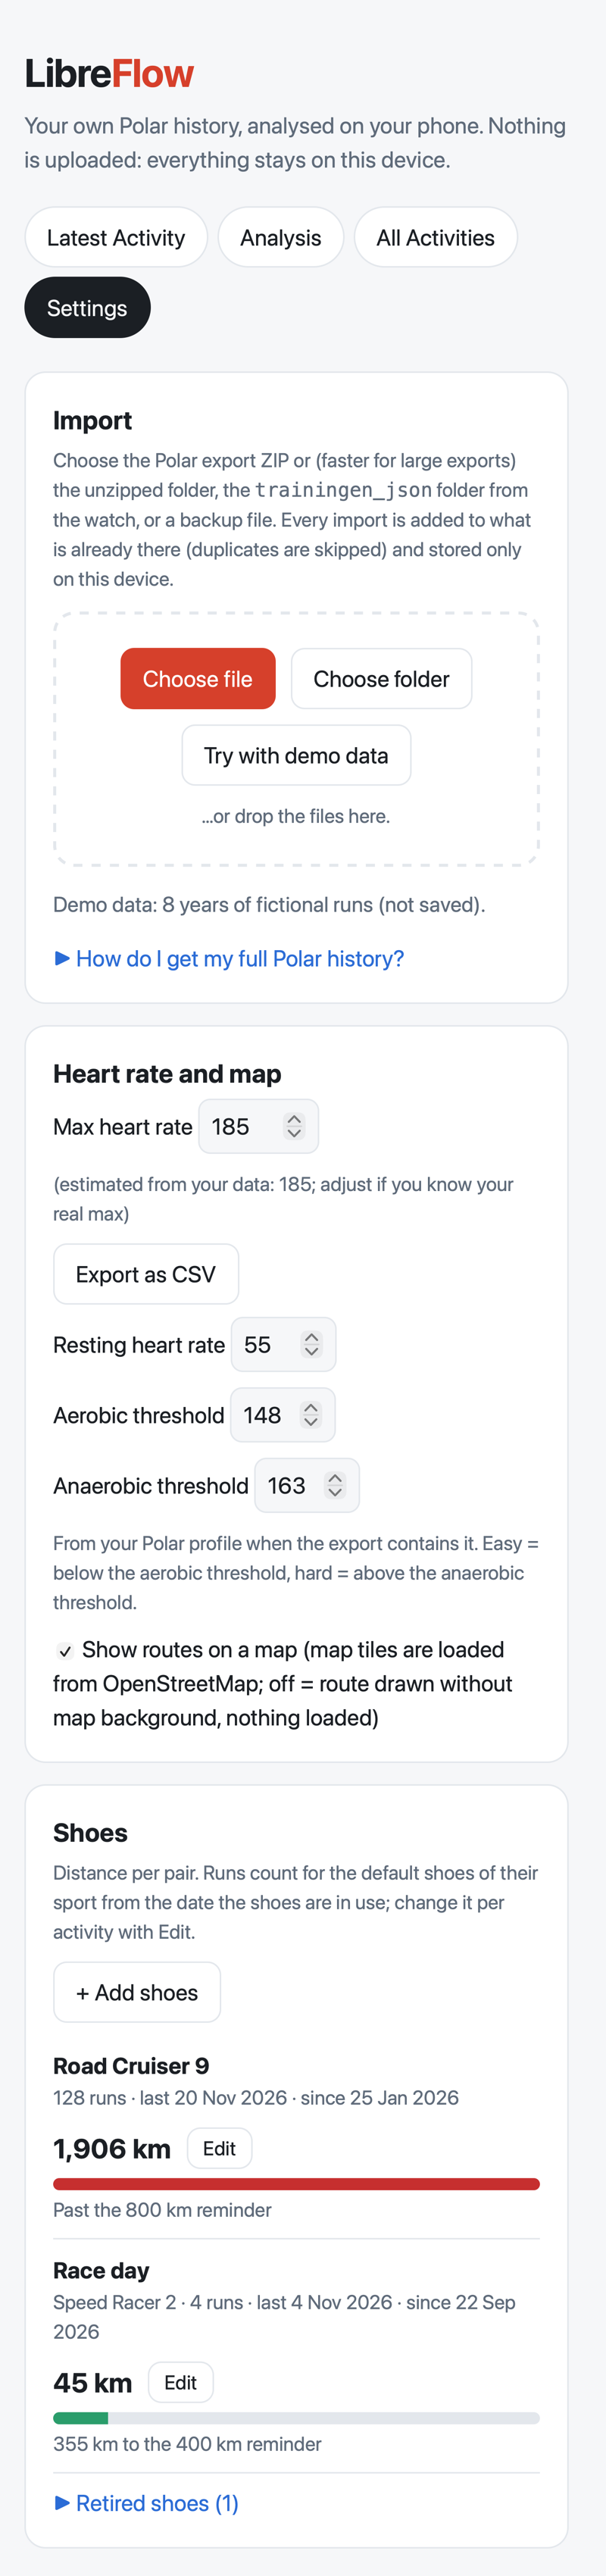 LibreFlow
Your own Polar history, analysed on your phone. Nothing
is uploaded: everything stays on this device.
Latest Activity
Analysis
All Activities
Settings
Import
Choose the Polar export ZIP or (faster for large exports)
the unzipped folder, the trainingen_json folder from
the watch, or a backup file. Every import is added to what
is already there (duplicates are skipped) and stored only
on this device.
Choose file
Choose folder
Try with demo data
...or drop the files here.
Demo data: 8 years of fictional runs (not saved).
▶ How do I get my full Polar history?
Heart rate and map
Max heart rate 185
(estimated from your data: 185; adjust if you know your
real max)
Export as CSV
Resting heart rate 55
Aerobic threshold 148
Anaerobic threshold 163
From your Polar profile when the export contains it. Easy =
below the aerobic threshold, hard = above the anaerobic
threshold.
✓ Show routes on a map (map tiles are loaded
from OpenStreetMap; off = route drawn without
map background, nothing loaded)
Shoes
Distance per pair. Runs count for the default shoes of their
sport from the date the shoes are in use; change it per
activity with Edit.
+ Add shoes
Road Cruiser 9
128 runs · last 20 Nov 2026 · since 25 Jan 2026
1,906 km Edit
Past the 800 km reminder
Race day
Speed Racer 2 · 4 runs · last 4 Nov 2026 · since 22 Sep
2026
45 km Edit
355 km to the 400 km reminder
▶ Retired shoes (1)